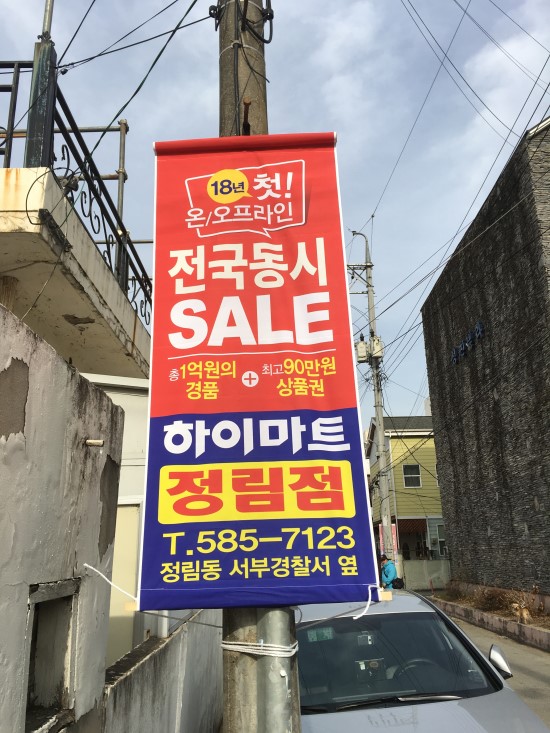 18년 첫!
온/오프라인
전국동시
SALE
총 1억원의 경품 + 최고 90만원 상품권
하이마트
정림점
T.585-7123
정림동 서부경찰서 옆